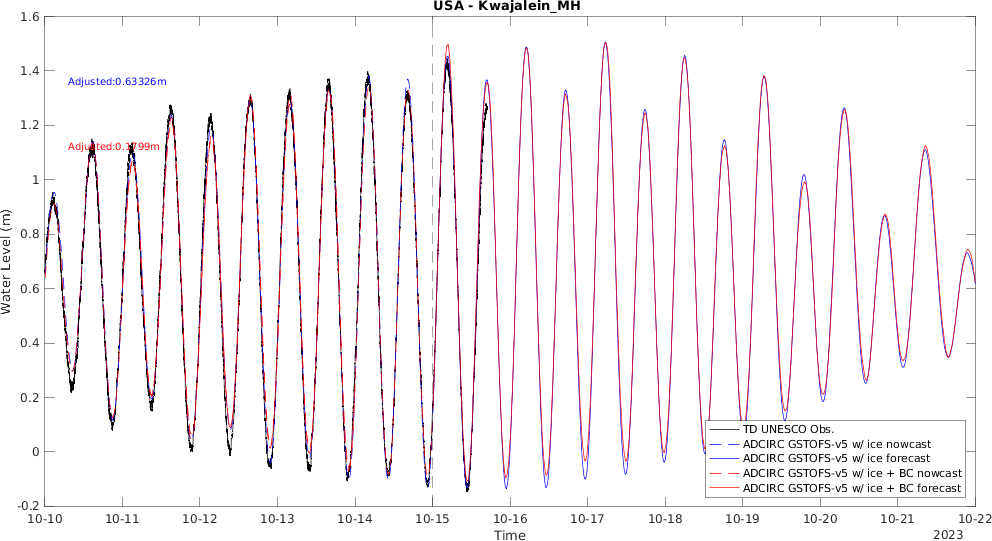 USA - Kwajalein_MH
1.6
1.4
1.2
1
0.8
0.6
0.4
0.2
0
-0.2
Water Level (m)
Adjusted:0.63326m
Adjusted:0.1799m
TD UNESCO Obs.
ADCIRC GSTOFS-v5 w/ ice nowcast
ADCIRC GSTOFS-v5 w/ ice forecast
ADCIRC GSTOFS-v5 w/ ice + BC nowcast
ADCIRC GSTOFS-v5 w/ ice + BC forecast
10-10 10-11 10-12 10-13 10-14 10-15 10-16 10-17 10-18 10-19 10-20 10-21 10-22
Time
2023